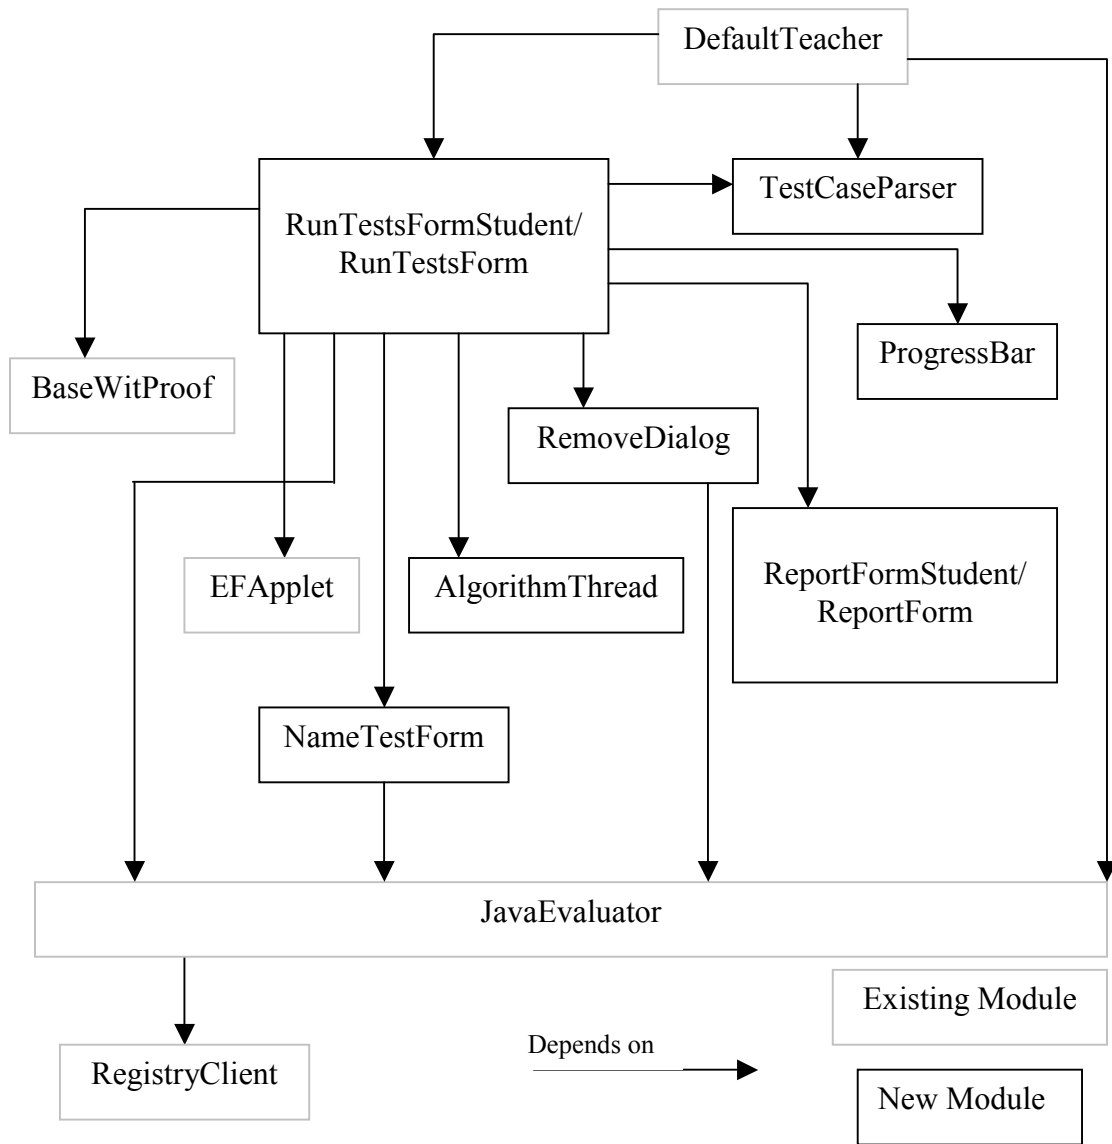 DefaultTeacher
TestCaseParser
RunTestsFormStudent/
RunTestsForm
ProgressBar
BaseWitProof
RemoveDialog
EFApplet
AlgorithmThread
ReportFormStudent/
ReportForm
NameTestForm
JavaEvaluator
Existing Module
Depends on
RegistryClient
New Module